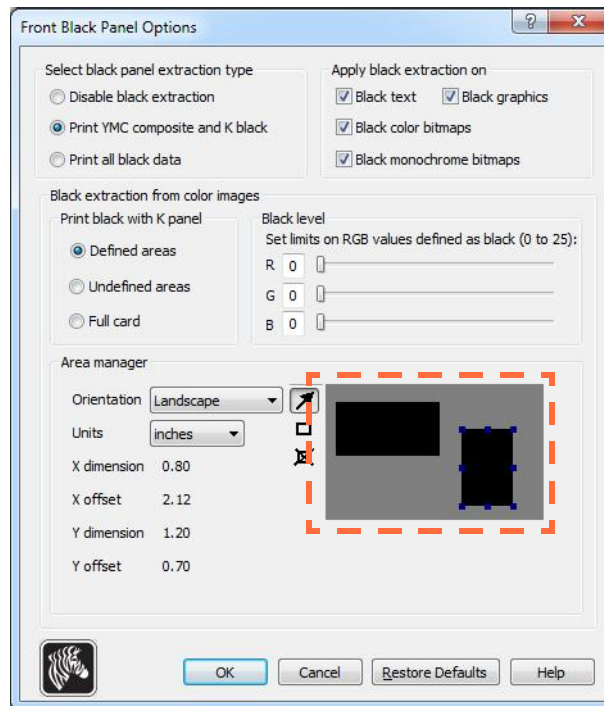 Front Black Panel Options
Select black panel extraction type
Disable black extraction
Print YMC composite and K black
Print all black data
Apply black extraction on
Black text Black graphics
Black color bitmaps
Black monochrome bitmaps
Black extraction from color images
Print black with K panel
Defined areas
Undefined areas
Full card
Black level
Set limits on RGB values defined as black (0 to 25):
R 0
G 0
B 0
Area manager
Orientation Landscape
Units inches
X dimension 0.80
X offset 2.12
Y dimension 1.20
Y offset 0.70
OK Cancel Restore Defaults Help